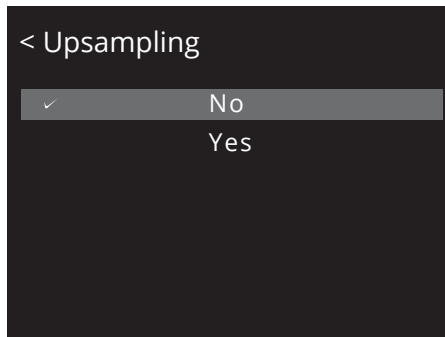 < Upsampling
✓ No
Yes